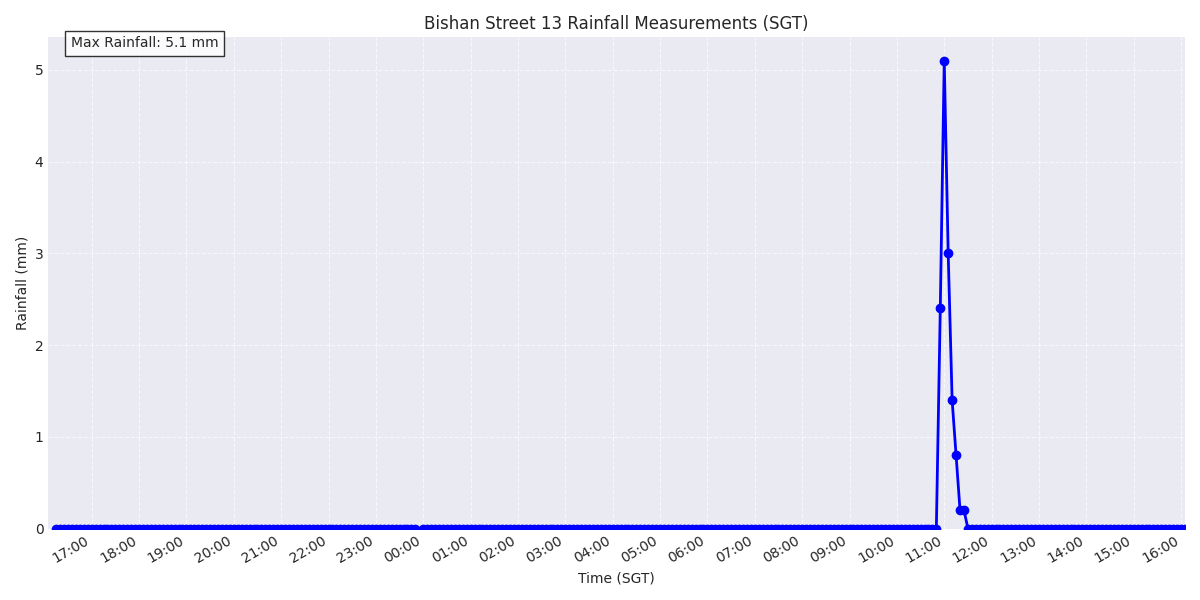 Bishan Street 13 Rainfall Measurements (SGT)
Max Rainfall: 5.1 mm
5
4
3
2
1
0
Rainfall (mm)
17:00 18:00 19:00 20:00 21:00 22:00 23:00 00:00 01:00 02:00 03:00 04:00 05:00 06:00 07:00 08:00 09:00 10:00 11:00 12:00 13:00 14:00 15:00 16:00
Time (SGT)